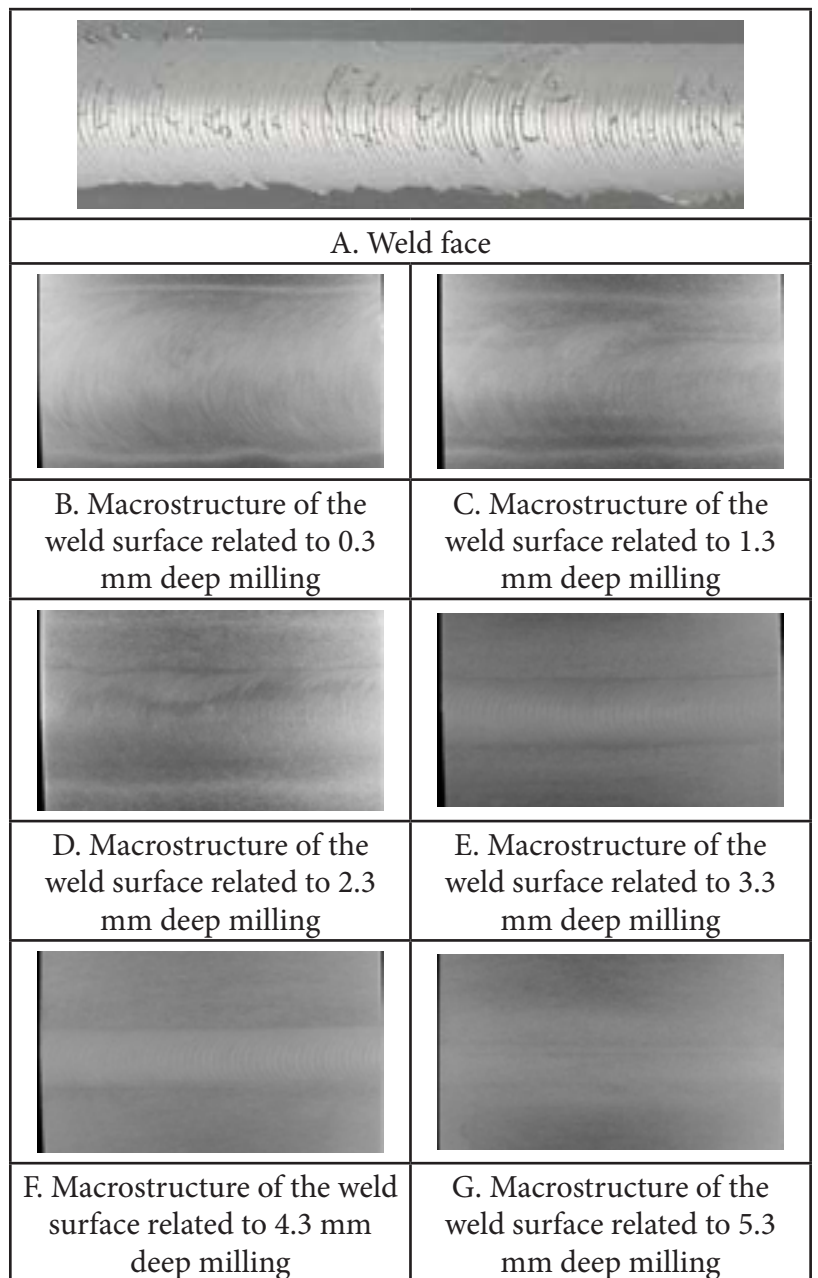 A. Weld face
B. Macrostructure of the
weld surface related to 0.3
mm deep milling
C. Macrostructure of the
weld surface related to 1.3
mm deep milling
D. Macrostructure of the
weld surface related to 2.3
mm deep milling
E. Macrostructure of the
weld surface related to 3.3
mm deep milling
F. Macrostructure of the weld
surface related to 4.3 mm
deep milling
G. Macrostructure of the
weld surface related to 5.3
mm deep milling